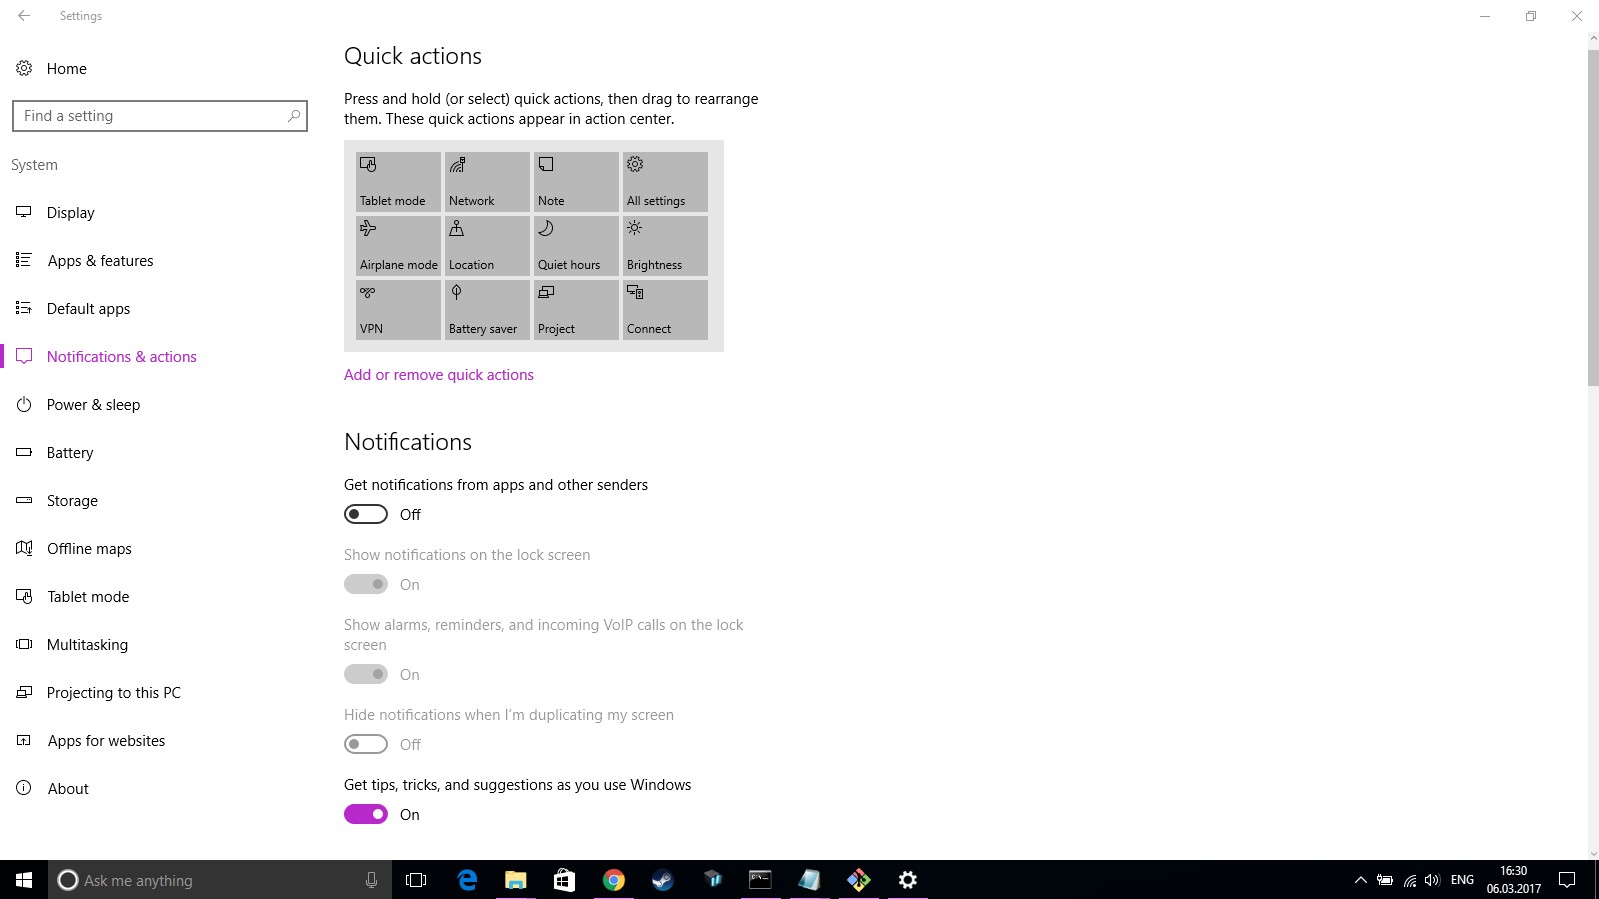 Settings
Home
Find a setting
System
Display
Apps & features
Default apps
Notifications & actions
Power & sleep
Battery
Storage
Offline maps
Tablet mode
Multitasking
Projecting to this PC
Apps for websites
About
Quick actions
Press and hold (or select) quick actions, then drag to rearrange
them. These quick actions appear in action center.
Tablet mode
Network
Note
All settings
Airplane mode
Location
Quiet hours
Brightness
VPN
Battery saver
Project
Connect
Add or remove quick actions
Notifications
Get notifications from apps and other senders
Off
Show notifications on the lock screen
On
Show alarms, reminders, and incoming VoIP calls on the lock
screen
On
Hide notifications when I'm duplicating my screen
Off
Get tips, tricks, and suggestions as you use Windows
On
Ask me anything
ENG
16:30
06.03.2017